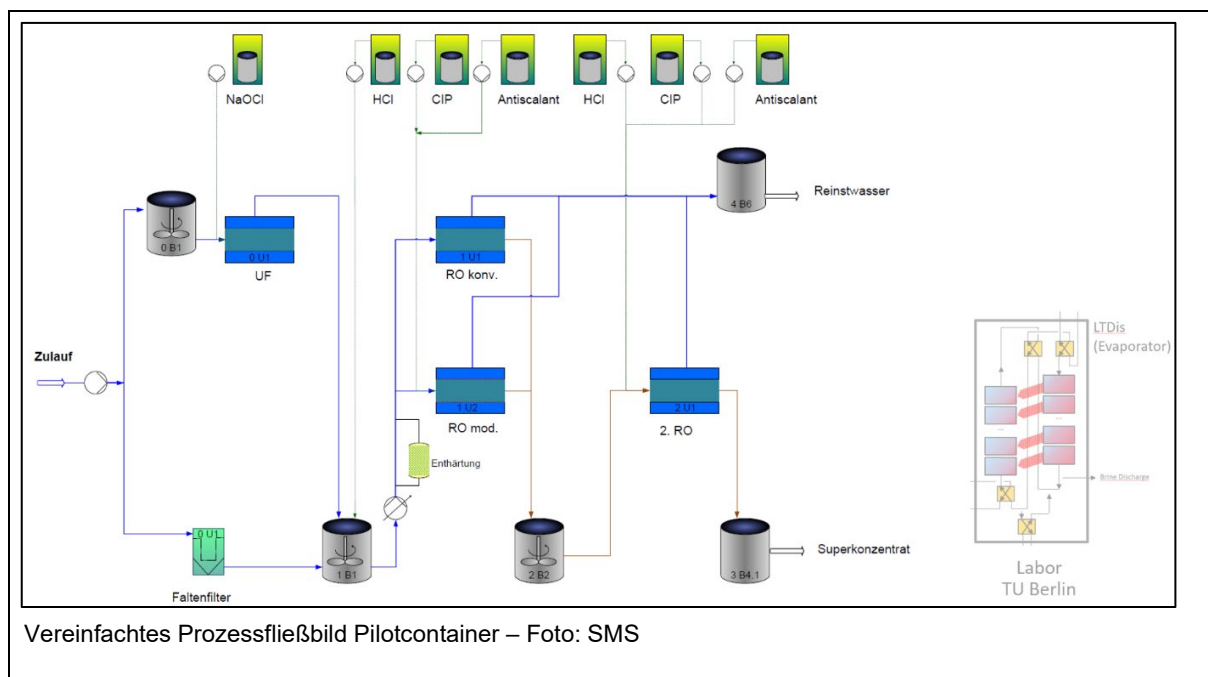 NaOCl
HCl
CIP
Antiscalant
HCl
CIP
Antiscalant
0 B1
0 U1
UF
1 U1
RO konv.
4 B6
Reinstwasser
Zulauf
1 U2
RO mod.
2 U1
2. RO
Enthärtung
0 U1
Faltenfilter
1 B1
2 B2
3 B4.1
Superkonzentrat
LTDis
(Evaporator)
...
...
Brine Discharge
Labor
TU Berlin
Vereinfachtes Prozessfließbild Pilotcontainer – Foto: SMS